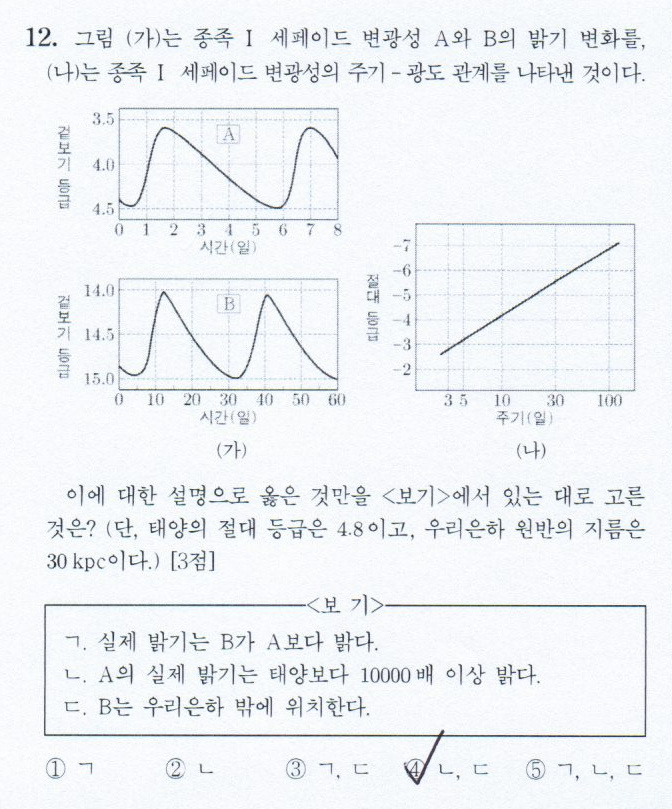 12. 그림 (가)는 종족 Ⅰ 세페이드 변광성 A와 B의 밝기 변화를,
(나)는 종족 Ⅰ 세페이드 변광성의 주기-광도 관계를 나타낸 것이다.
겉보기 등급
3.5
4.0
4.5
A
0 1 2 3 4 5 6 7 8
시간(일)
겉보기 등급
14.0
14.5
15.0
B
0 10 20 30 40 50 60
시간(일)
(가)
절대 등급
-7
-6
-5
-4
-3
-2
3 5 10 30 100
주기(일)
(나)
이에 대한 설명으로 옳은 것만을 <보기>에서 있는 대로 고른
것은? (단, 태양의 절대 등급은 4.8이고, 우리은하 원반의 지름은
30 kpc이다.) [3점]
<보 기>
ㄱ. 실제 밝기는 B가 A보다 밝다.
ㄴ. A의 실제 밝기는 태양보다 10000배 이상 밝다.
ㄷ. B는 우리은하 밖에 위치한다.
① ㄱ ② ㄴ ③ ㄱ, ㄷ ④ ㄴ, ㄷ ⑤ ㄱ, ㄴ, ㄷ